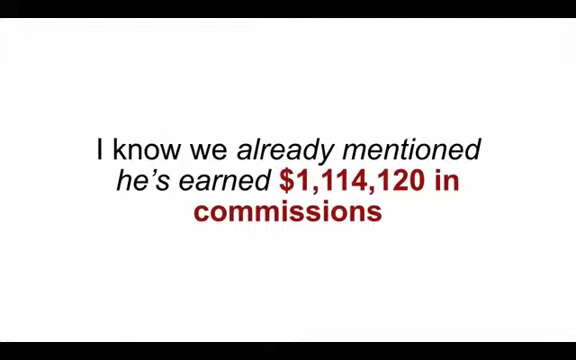 I know we already mentioned
he’s earned $1,114,120 in
commissions